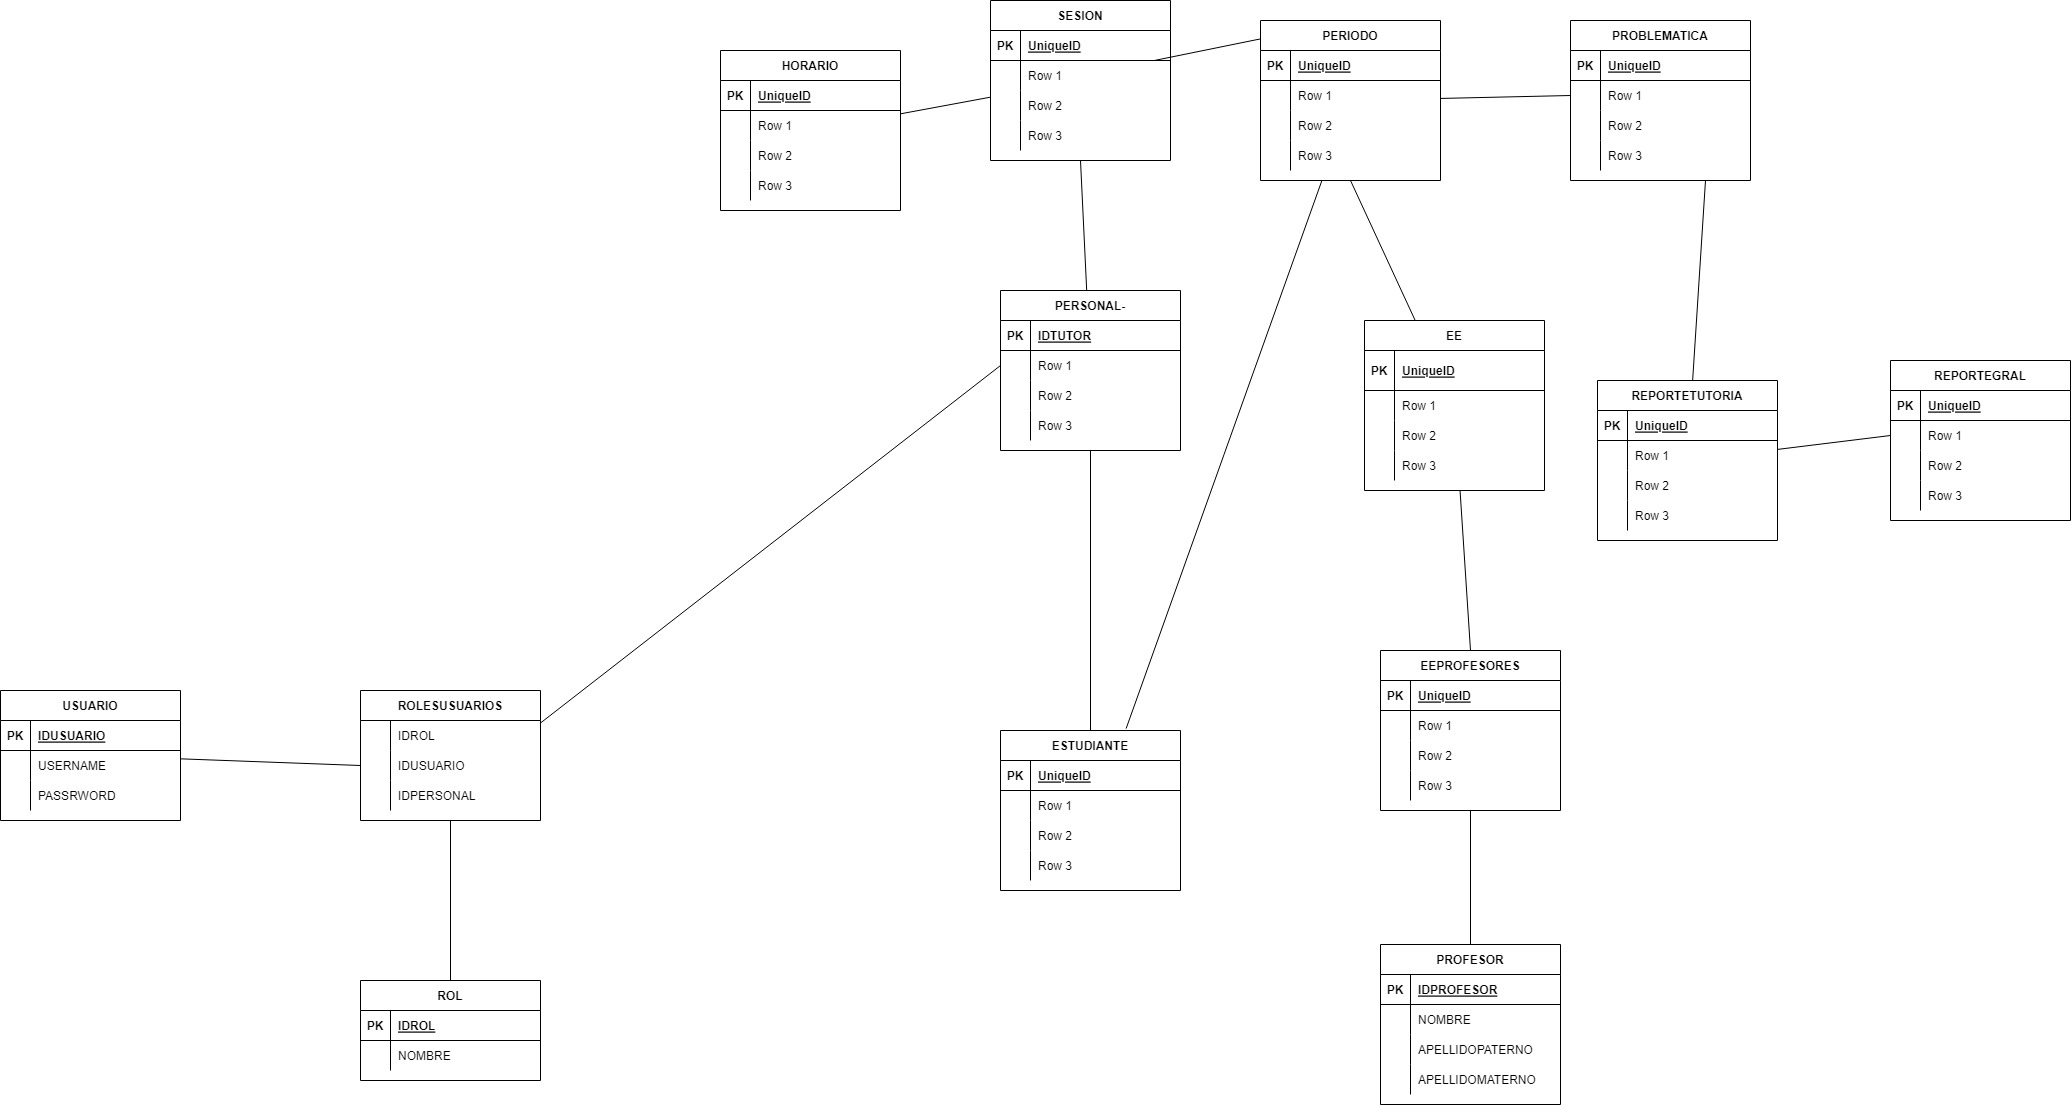 SESION
PK UniqueID
Row 1
Row 2
Row 3
PERIODO
PK UniqueID
Row 1
Row 2
Row 3
PROBLEMATICA
PK UniqueID
Row 1
Row 2
Row 3
HORARIO
PK UniqueID
Row 1
Row 2
Row 3
PERSONAL-
PK IDTUTOR
Row 1
Row 2
Row 3
EE
PK UniqueID
Row 1
Row 2
Row 3
REPORTETUTORIA
PK UniqueID
Row 1
Row 2
Row 3
REPORTEGRAL
PK UniqueID
Row 1
Row 2
Row 3
EEPROFESORES
PK UniqueID
Row 1
Row 2
Row 3
USUARIO
PK IDUSUARIO
USERNAME
PASSRWORD
ROLESUSUARIOS
IDROL
IDUSUARIO
IDPERSONAL
ESTUDIANTE
PK UniqueID
Row 1
Row 2
Row 3
PROFESOR
PK IDPROFESOR
NOMBRE
APELLIDOPATERNO
APELLIDOMATERNO
ROL
PK IDROL
NOMBRE